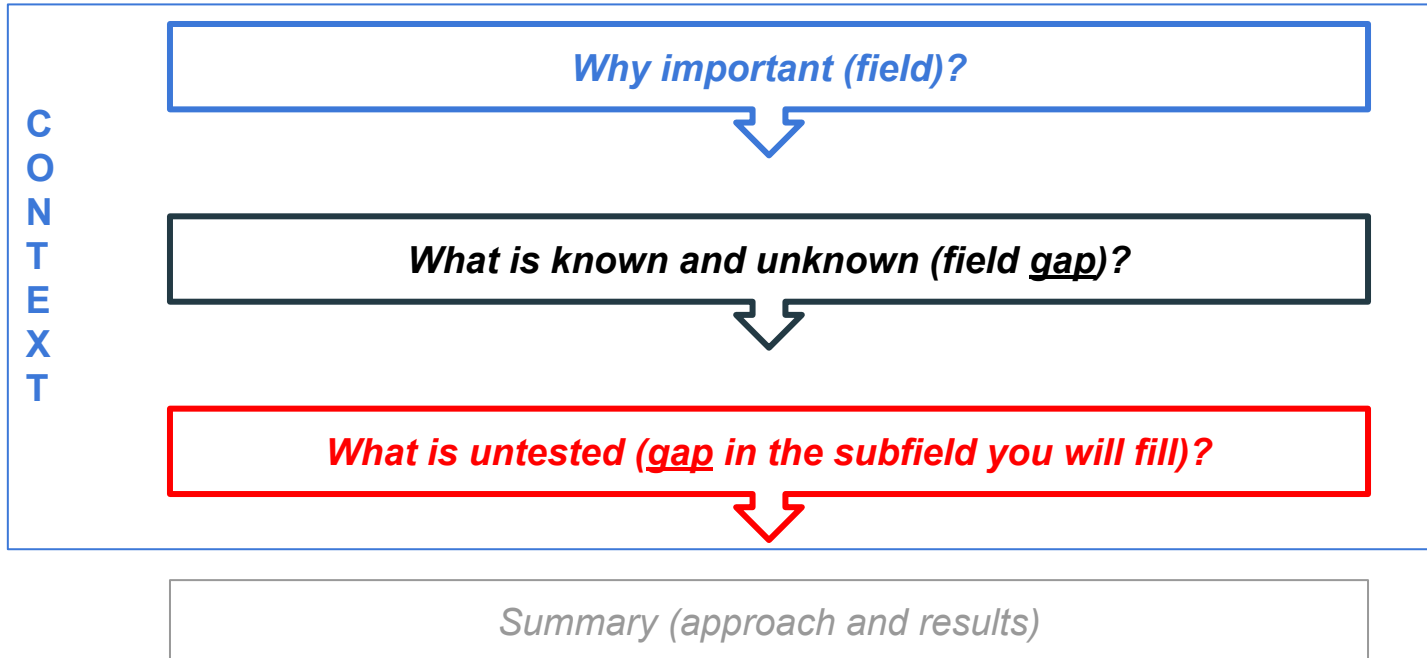 Why important (field)?
C
O
N
T
E
X
T
What is known and unknown (field gap)?
What is untested (gap in the subfield you will fill)?
Summary (approach and results)